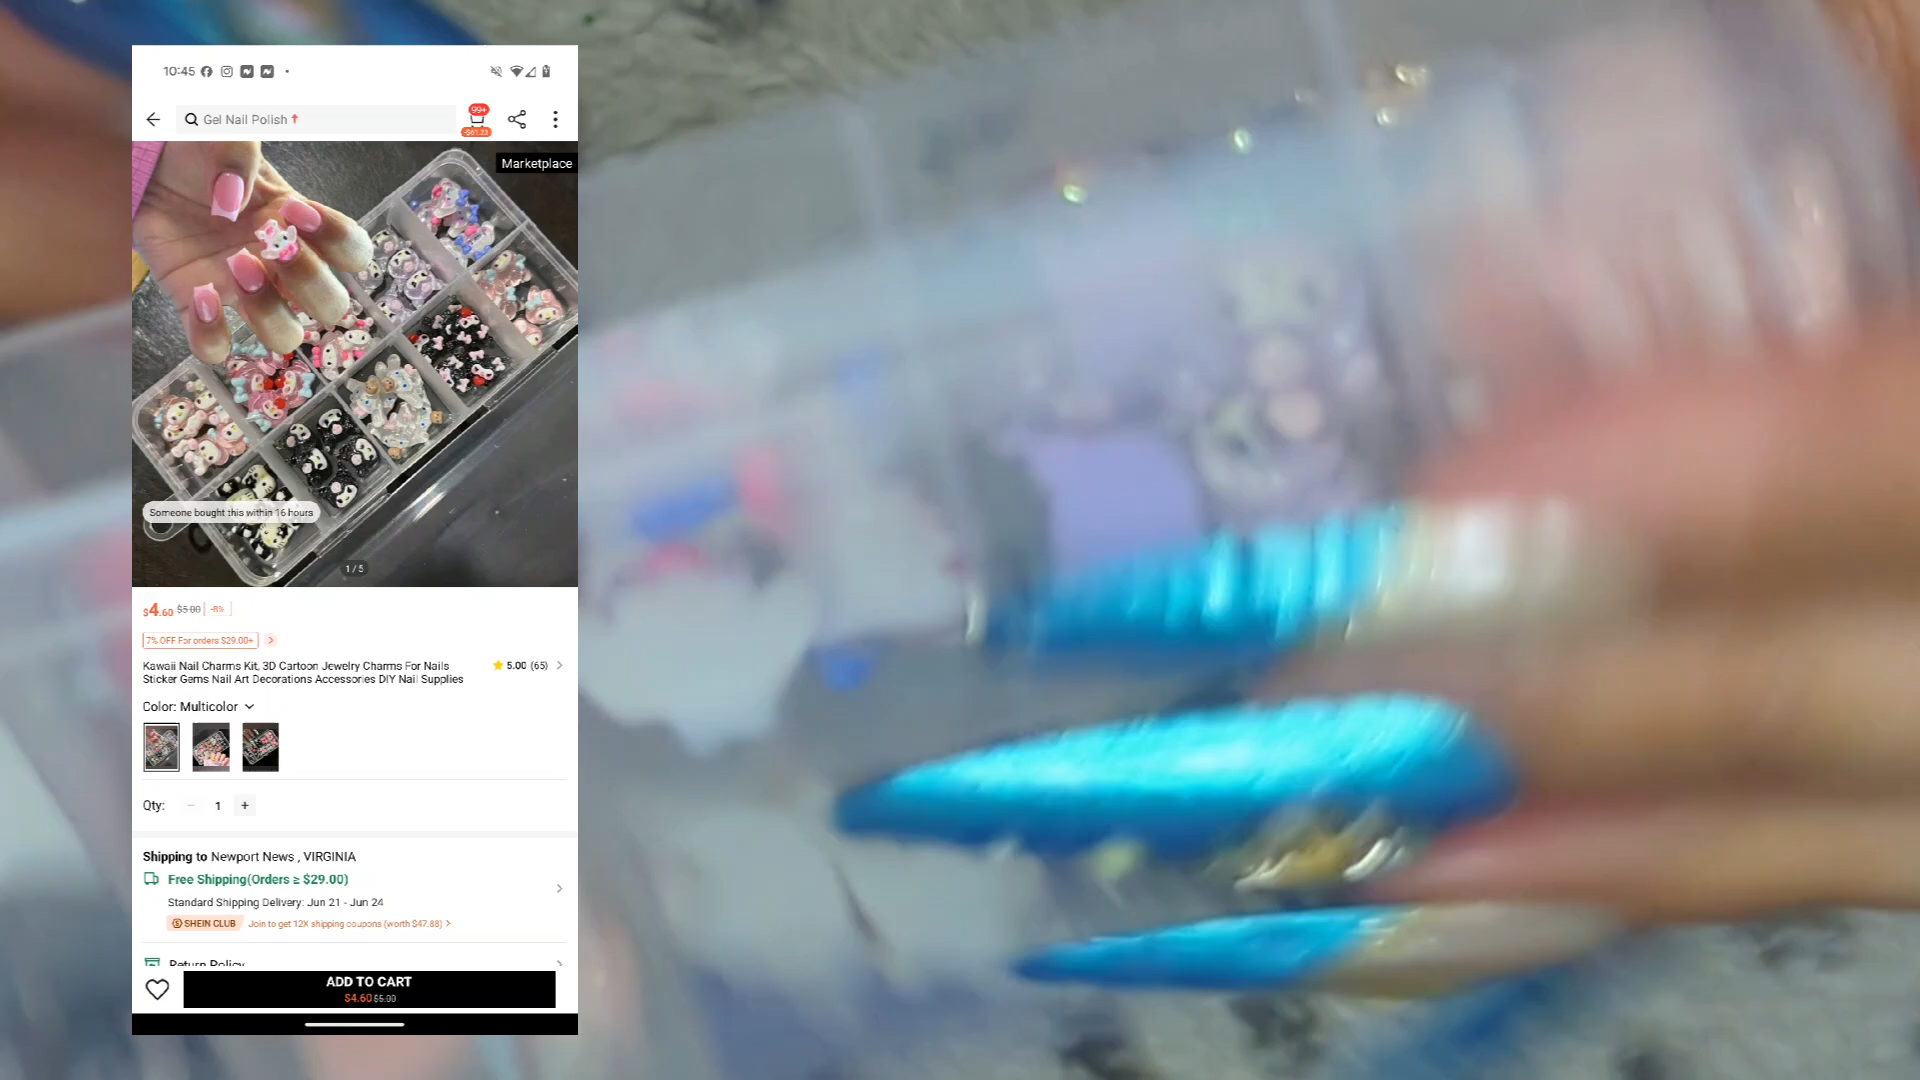 10:45
Gel Nail Polish
99+
-$61.23
Marketplace
Someone bought this within 16 hours
1/5
$4.60 $5.00 -8%
7% OFF For orders $29.00+
Kawaii Nail Charms Kit, 3D Cartoon Jewelry Charms For Nails
Sticker Gems Nail Art Decorations Accessories DIY Nail Supplies
5.00 (65)
Color: Multicolor
Qty: − 1 +
Shipping to Newport News , VIRGINIA
Free Shipping(Orders ≥ $29.00)
Standard Shipping Delivery: Jun 21 - Jun 24
SHEIN CLUB Join to get 12X shipping coupons (worth $47.88)
Return Policy
ADD TO CART
$4.60 $5.00